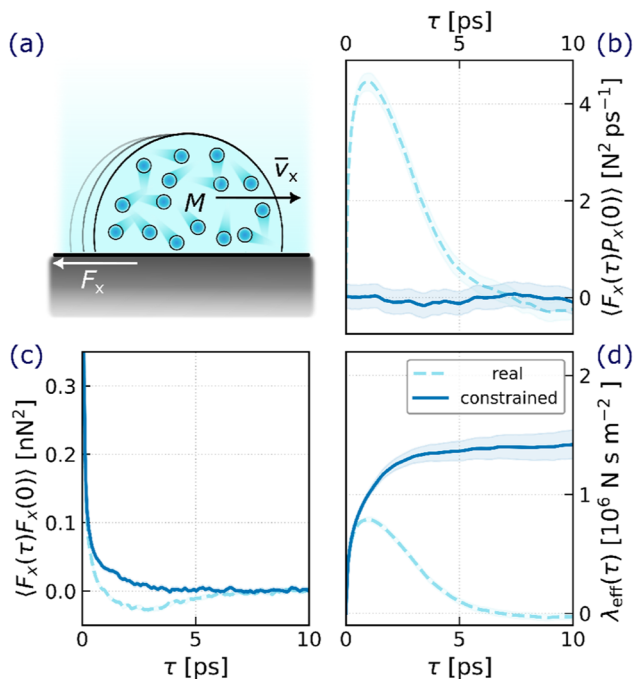 (a)
M
v̅ₓ
Fₓ
(b)
τ [ps]
0 5 10
4
2
0
⟨Fₓ(τ)Pₓ(0)⟩ [N² ps⁻¹]
(c)
0.3
0.2
0.1
0.0
⟨Fₓ(τ)Fₓ(0)⟩ [nN²]
0 5 10
τ [ps]
(d)
real
constrained
2
1
0
λ_eff(τ) [10⁶ N s m⁻²]
0 5 10
τ [ps]